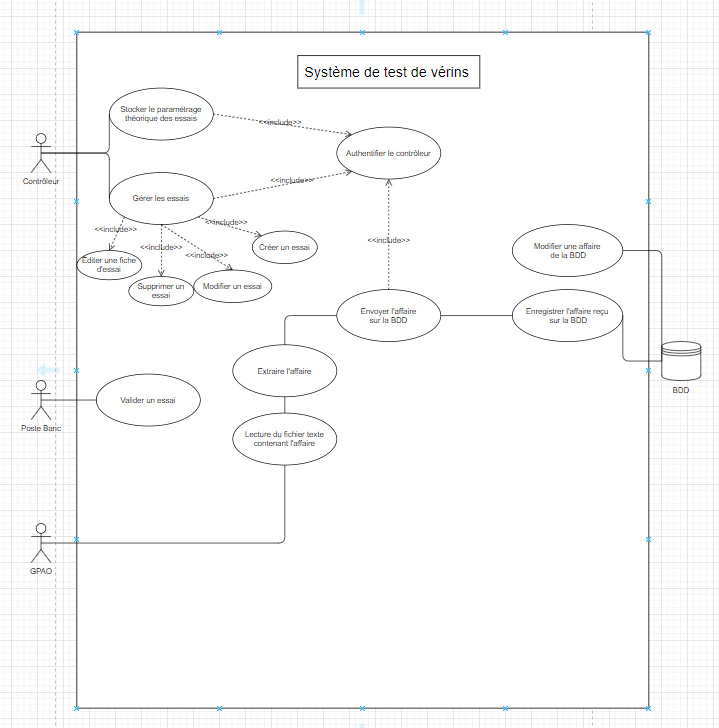 Système de test de vérins
Stocker le paramétrage
théorique des essais
<<include>>
Authentifier le contrôleur
Contrôleur
Gérer les essais
<<include>>
<<include>>
<<include>>
<<include>>
<<include>>
<<include>>
Créer un essai
Modifier une affaire
de la BDD
Editer une fiche
d'essai
Supprimer un
essai
Modifier un essai
Envoyer l'affaire
sur la BDD
Enregistrer l'affaire reçu
sur la BDD
Extraire l'affaire
BDD
Valider un essai
Poste Banc
Lecture du fichier texte
contenant l'affaire
GPAO